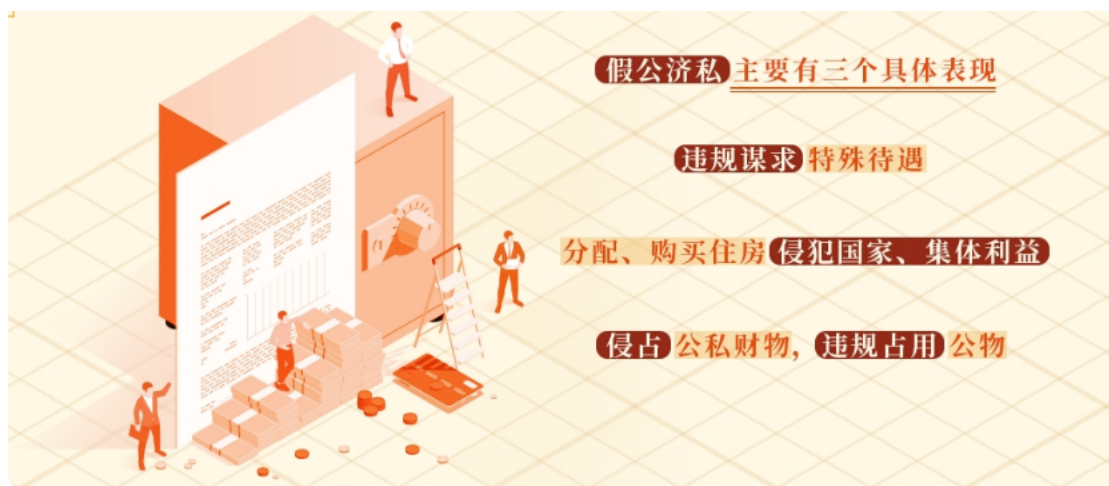 假公济私主要有三个具体表现
违规谋求特殊待遇
分配、购买住房侵犯国家、集体利益
侵占公私财物，违规占用公物